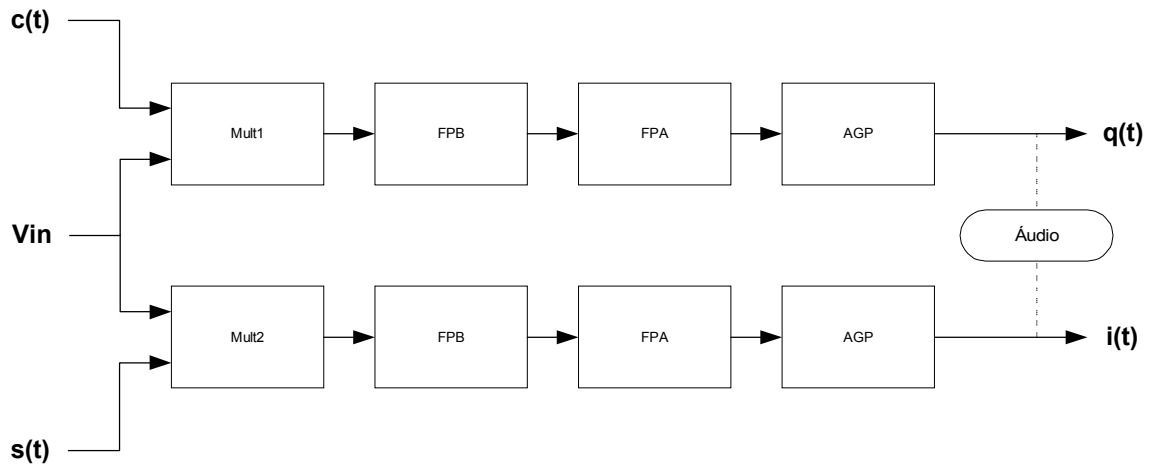 c(t)
Mult1
FPB
FPA
AGP
q(t)
Vin
Áudio
Mult2
FPB
FPA
AGP
i(t)
s(t)